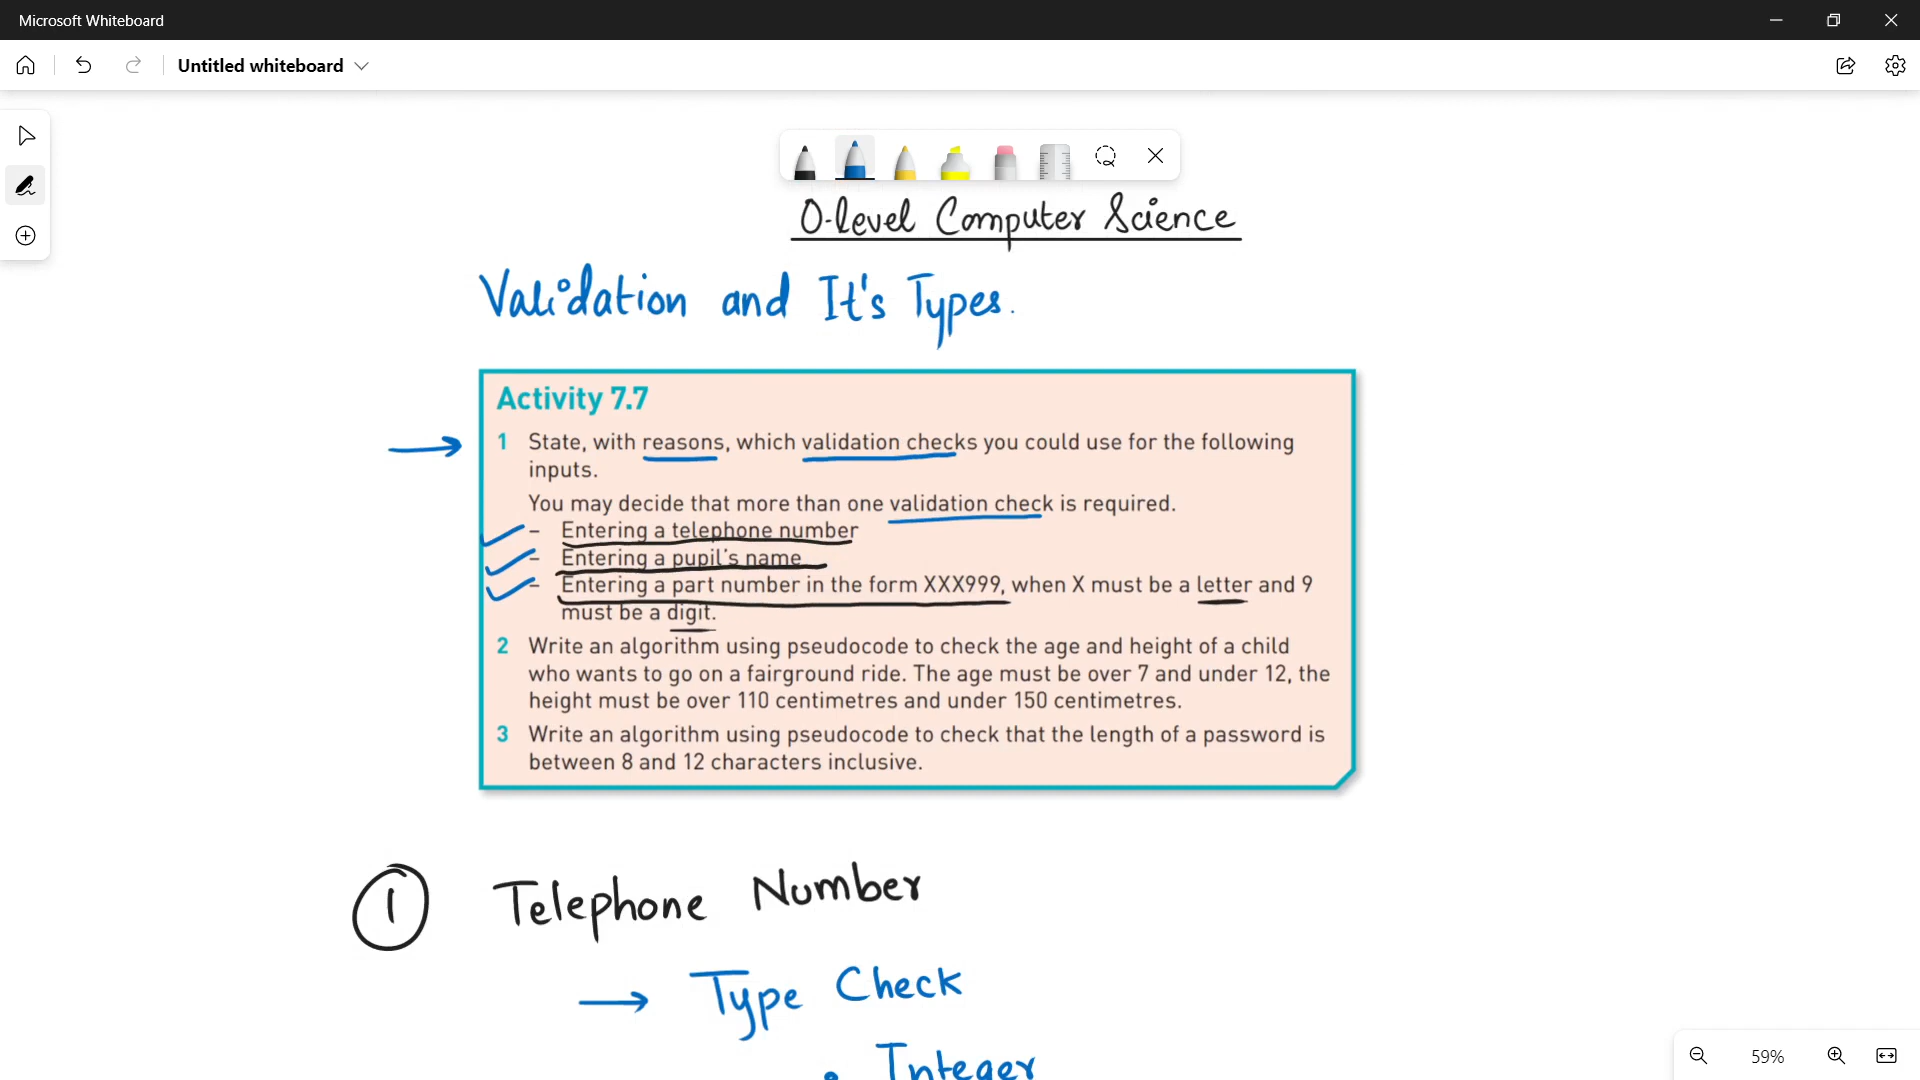 Microsoft Whiteboard
Untitled whiteboard
O-level Computer Science
Validation and It's Types.
Activity 7.7
1 State, with reasons, which validation checks you could use for the following
inputs.
You may decide that more than one validation check is required.
– Entering a telephone number
– Entering a pupil's name
– Entering a part number in the form XXX999, when X must be a letter and 9
must be a digit.
2 Write an algorithm using pseudocode to check the age and height of a child
who wants to go on a fairground ride. The age must be over 7 and under 12, the
height must be over 110 centimetres and under 150 centimetres.
3 Write an algorithm using pseudocode to check that the length of a password is
between 8 and 12 characters inclusive.
1 Telephone Number
→ Type Check
• Integer
59%